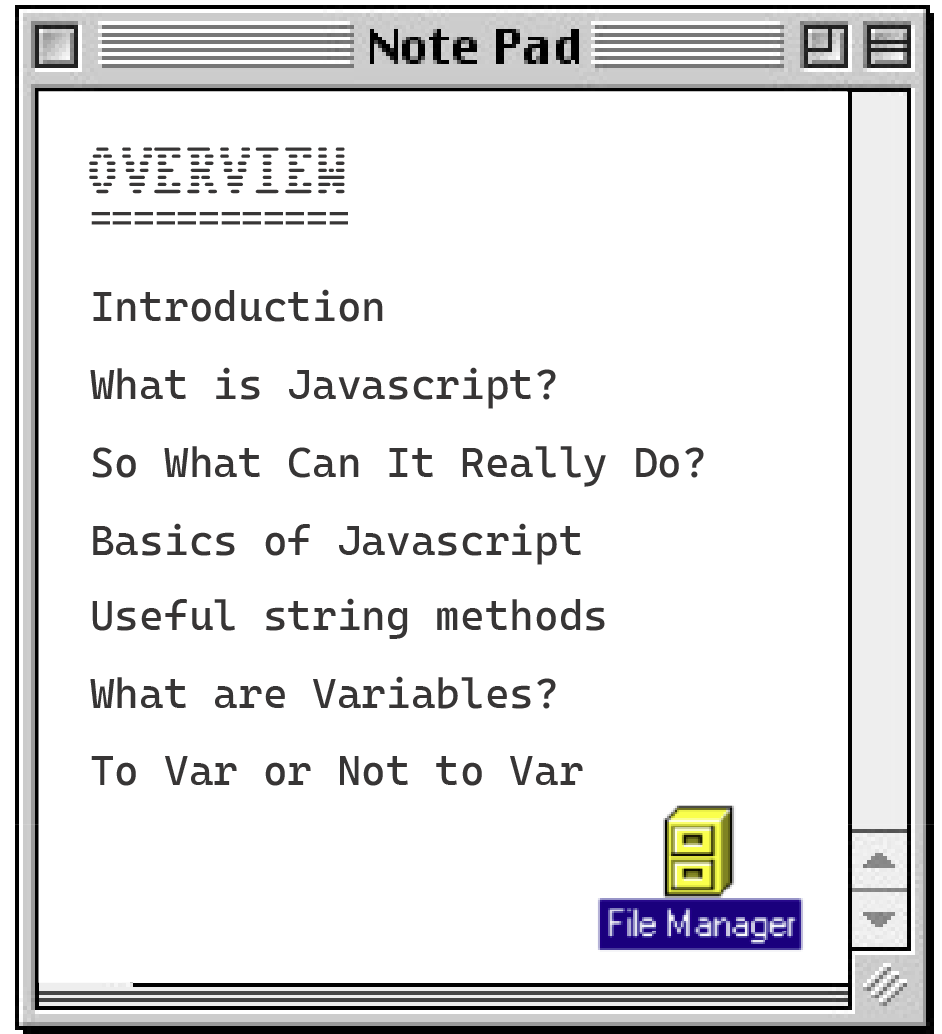 Note Pad
OVERVIEW
============
Introduction
What is Javascript?
So What Can It Really Do?
Basics of Javascript
Useful string methods
What are Variables?
To Var or Not to Var
File Manager